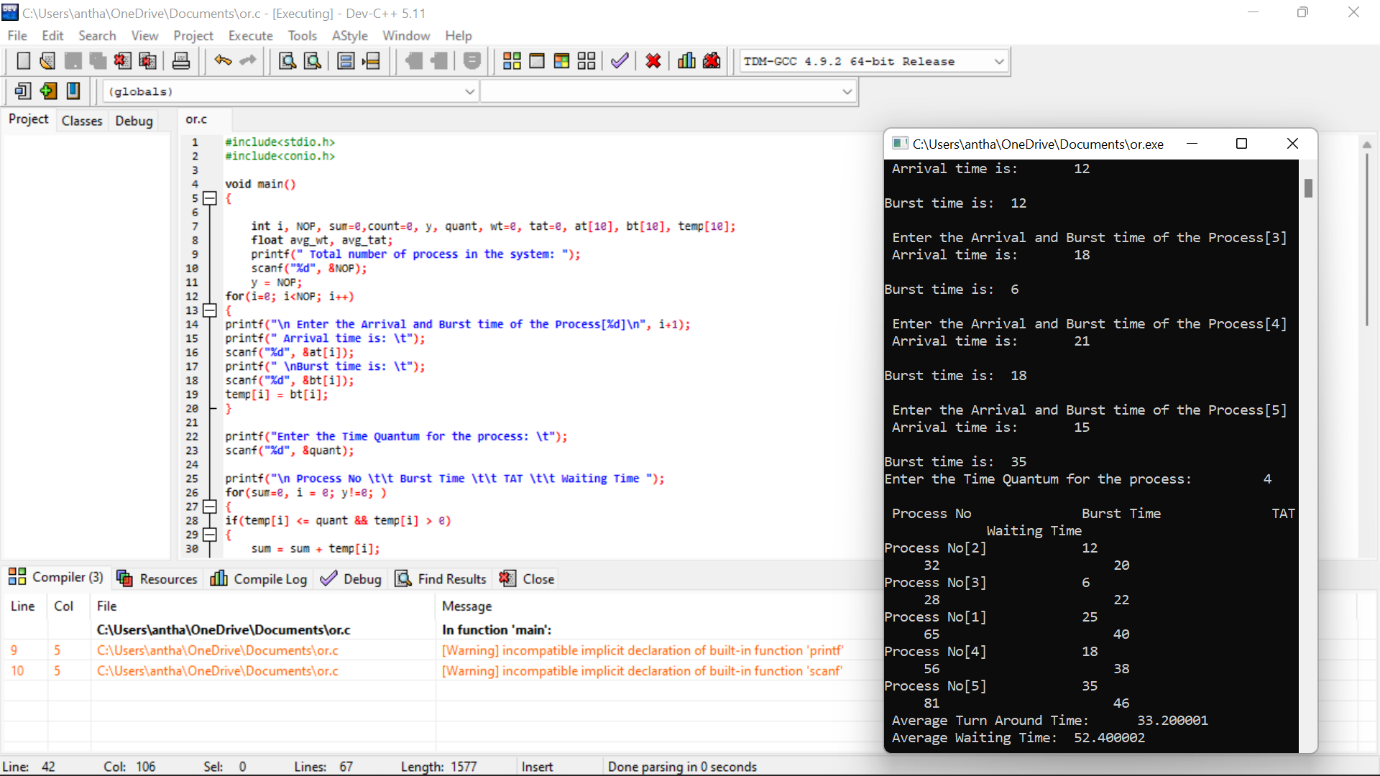 C:\Users\antha\OneDrive\Documents\or.c - [Executing] - Dev-C++ 5.11
File Edit Search View Project Execute Tools AStyle Window Help
TDM-GCC 4.9.2 64-bit Release
(globals)
Project Classes Debug
or.c
1 #include<stdio.h>
2 #include<conio.h>
3
4 void main()
5 {
6
7 int i, NOP, sum=0,count=0, y, quant, wt=0, tat=0, at[10], bt[10], temp[10];
8 float avg_wt, avg_tat;
9 printf(" Total number of process in the system: ");
10 scanf("%d", &NOP);
11 y = NOP;
12 for(i=0; i<NOP; i++)
13 {
14 printf("\n Enter the Arrival and Burst time of the Process[%d]\n", i+1);
15 printf(" Arrival time is: \t");
16 scanf("%d", &at[i]);
17 printf(" \nBurst time is: \t");
18 scanf("%d", &bt[i]);
19 temp[i] = bt[i];
20 }
21
22 printf("Enter the Time Quantum for the process: \t");
23 scanf("%d", &quant);
24
25 printf("\n Process No \t\t Burst Time \t\t TAT \t\t Waiting Time ");
26 for(sum=0, i = 0; y!=0; )
27 {
28 if(temp[i] <= quant && temp[i] > 0)
29 {
30 sum = sum + temp[i];
C:\Users\antha\OneDrive\Documents\or.exe
Arrival time is: 12
Burst time is: 12
Enter the Arrival and Burst time of the Process[3]
Arrival time is: 18
Burst time is: 6
Enter the Arrival and Burst time of the Process[4]
Arrival time is: 21
Burst time is: 18
Enter the Arrival and Burst time of the Process[5]
Arrival time is: 15
Burst time is: 35
Enter the Time Quantum for the process: 4
Process No Burst Time TAT
Waiting Time
Process No[2] 12
32 20
Process No[3] 6
28 22
Process No[1] 25
65 40
Process No[4] 18
56 38
Process No[5] 35
81 46
Average Turn Around Time: 33.200001
Average Waiting Time: 52.400002
Compiler (3) Resources Compile Log Debug Find Results Close
Line Col File Message
C:\Users\antha\OneDrive\Documents\or.c In function 'main':
9 5 C:\Users\antha\OneDrive\Documents\or.c [Warning] incompatible implicit declaration of built-in function 'printf'
10 5 C:\Users\antha\OneDrive\Documents\or.c [Warning] incompatible implicit declaration of built-in function 'scanf'
Line: 42 Col: 106 Sel: 0 Lines: 67 Length: 1577 Insert Done parsing in 0 seconds